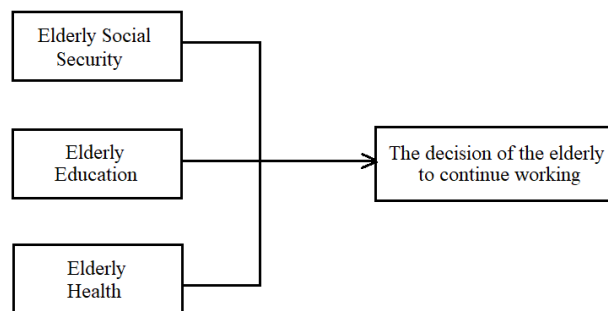 Elderly Social
Security
Elderly
Education
Elderly
Health
The decision of the elderly
to continue working